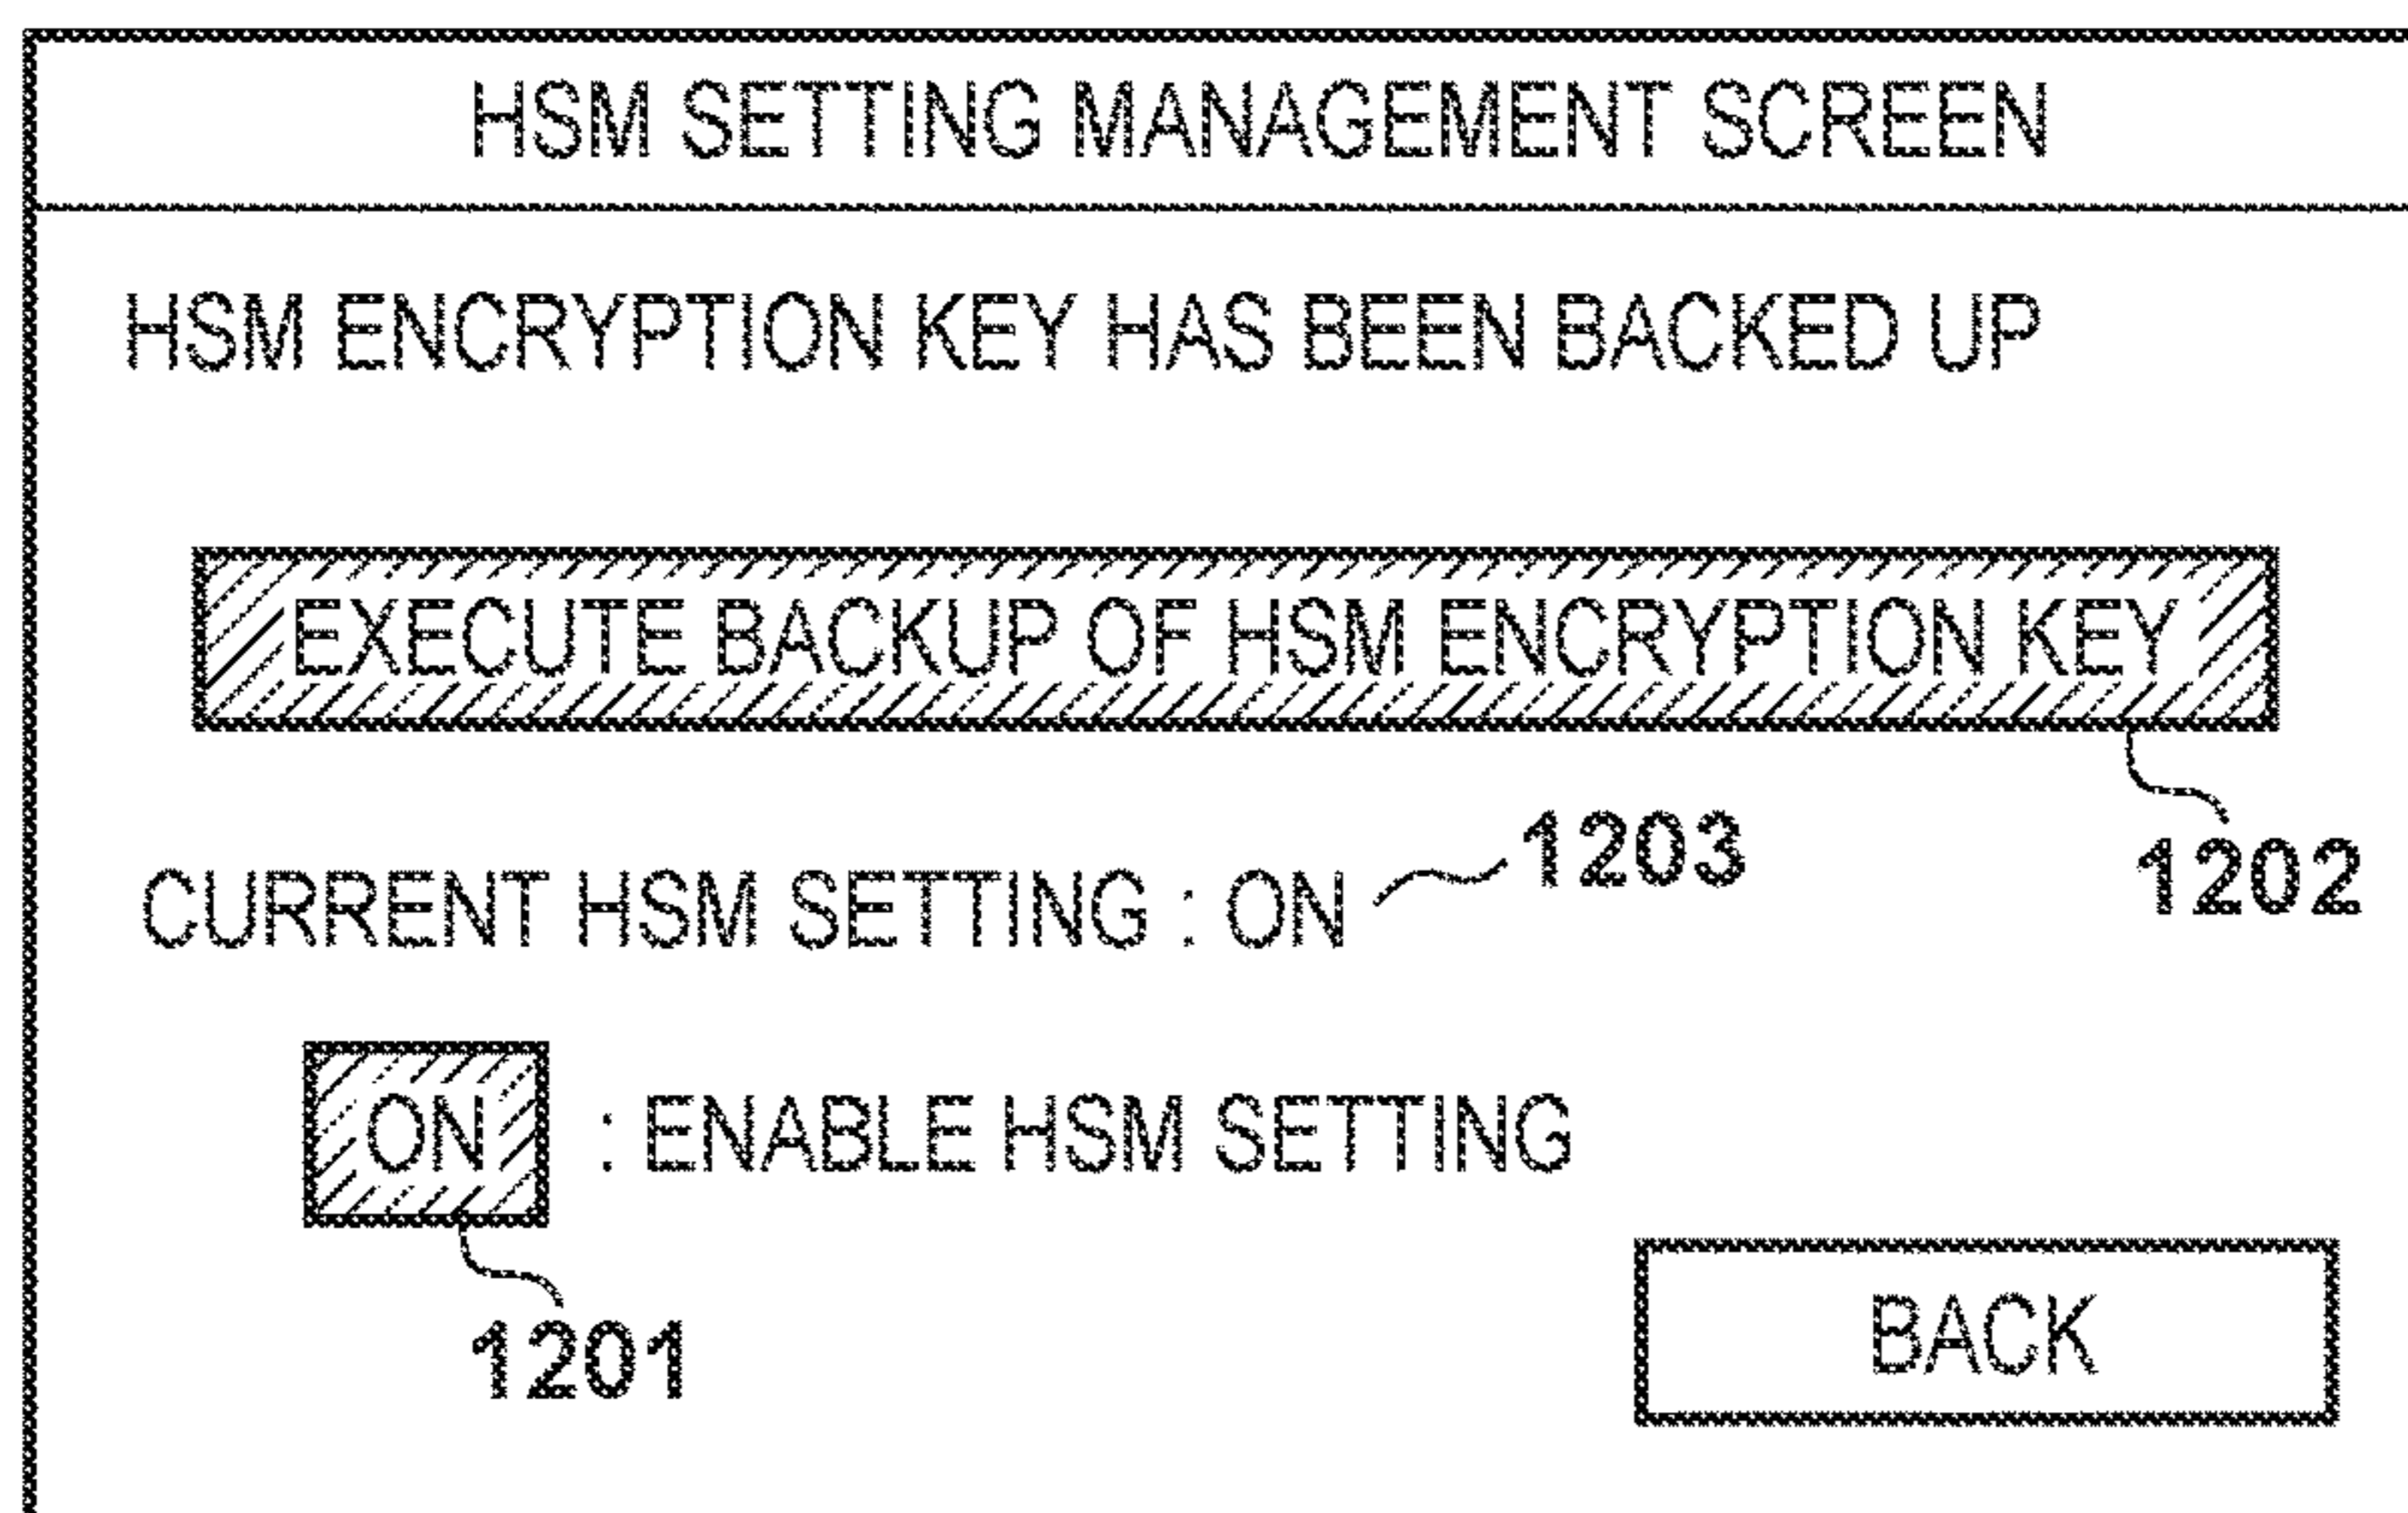 HSM SETTING MANAGEMENT SCREEN
HSM ENCRYPTION KEY HAS BEEN BACKED UP
EXECUTE BACKUP OF HSM ENCRYPTION KEY
1202
CURRENT HSM SETTING : ON 1203
ON : ENABLE HSM SETTING
1201
BACK